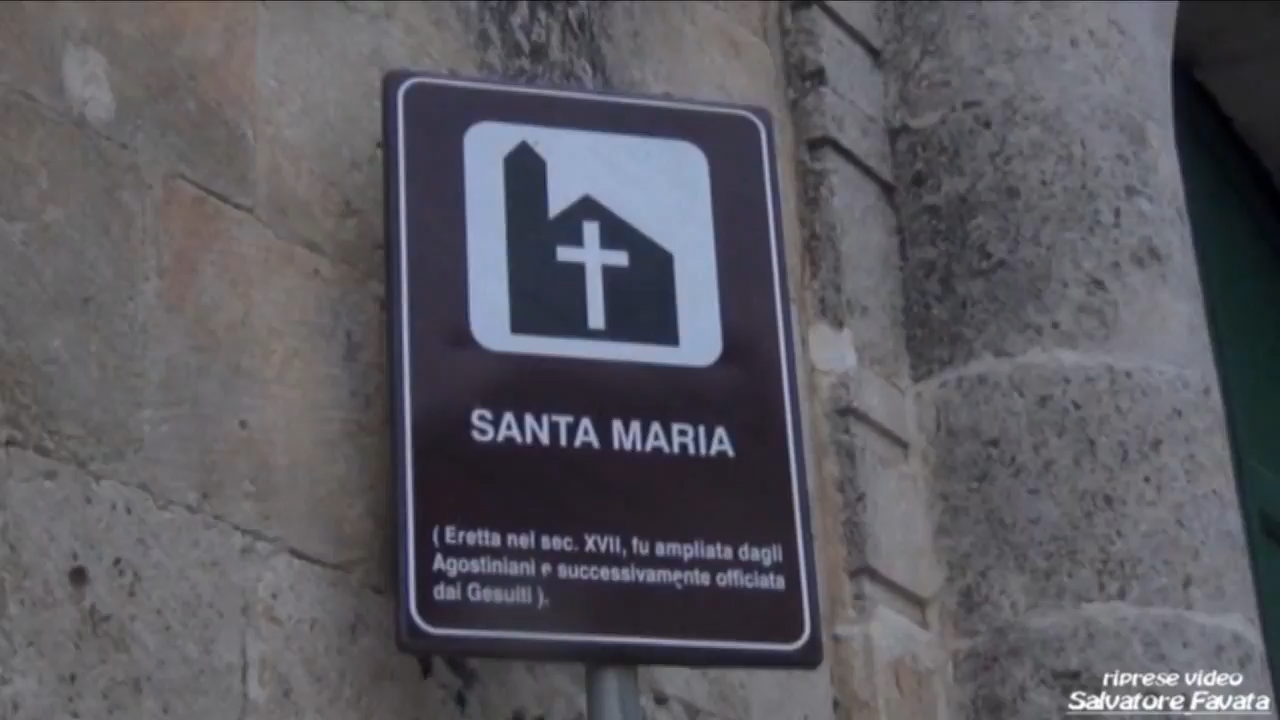 SANTA MARIA
( Eretta nel sec. XVII, fu ampliata dagli
Agostiniani e successivamente officiata
dai Gesuiti ).
riprese video
Salvatore Favata